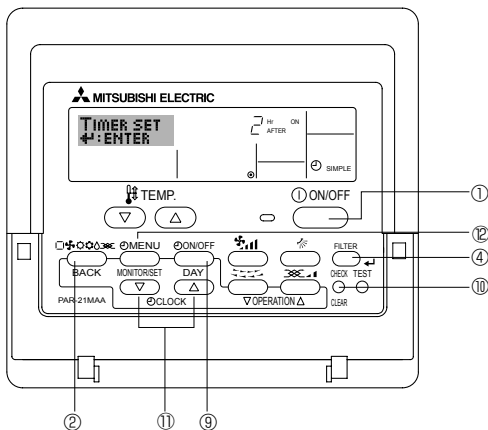 MITSUBISHI ELECTRIC
TIMER SET
↵:ENTER
2 Hr ON
AFTER
SIMPLE
TEMP.
ON/OFF
①
MENU
ON/OFF
FILTER
⑫
④
BACK
MONITOR/SET
DAY
CHECK TEST
⑩
PAR-21MAA
CLOCK
OPERATION
CLEAR
②
⑪
⑨